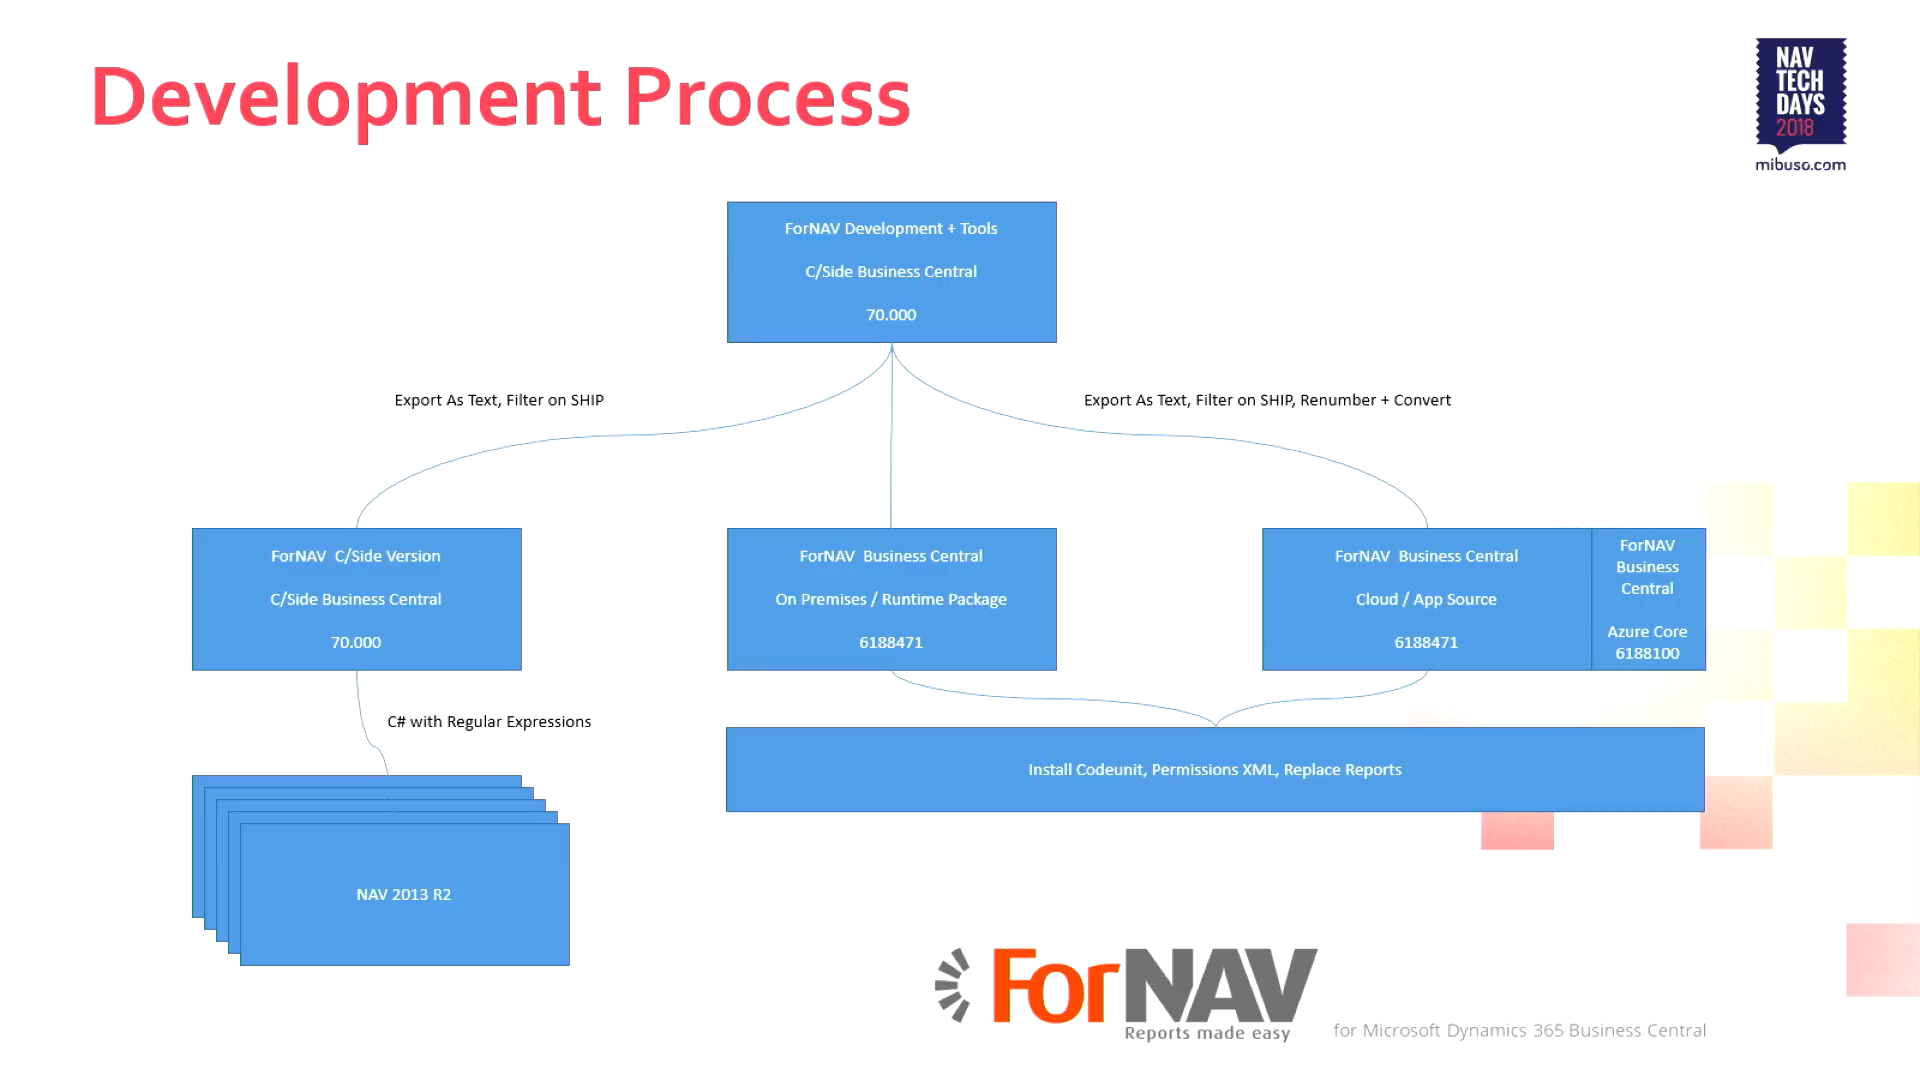 Development Process
NAV
TECH
DAYS
2018
mibuso.com
ForNAV Development + Tools
C/Side Business Central
70.000
Export As Text, Filter on SHIP
Export As Text, Filter on SHIP, Renumber + Convert
ForNAV C/Side Version
C/Side Business Central
70.000
ForNAV Business Central
On Premises / Runtime Package
6188471
ForNAV Business Central
Cloud / App Source
6188471
ForNAV
Business
Central
Azure Core
6188100
C# with Regular Expressions
Install Codeunit, Permissions XML, Replace Reports
NAV 2013 R2
ForNAV
Reports made easy
for Microsoft Dynamics 365 Business Central